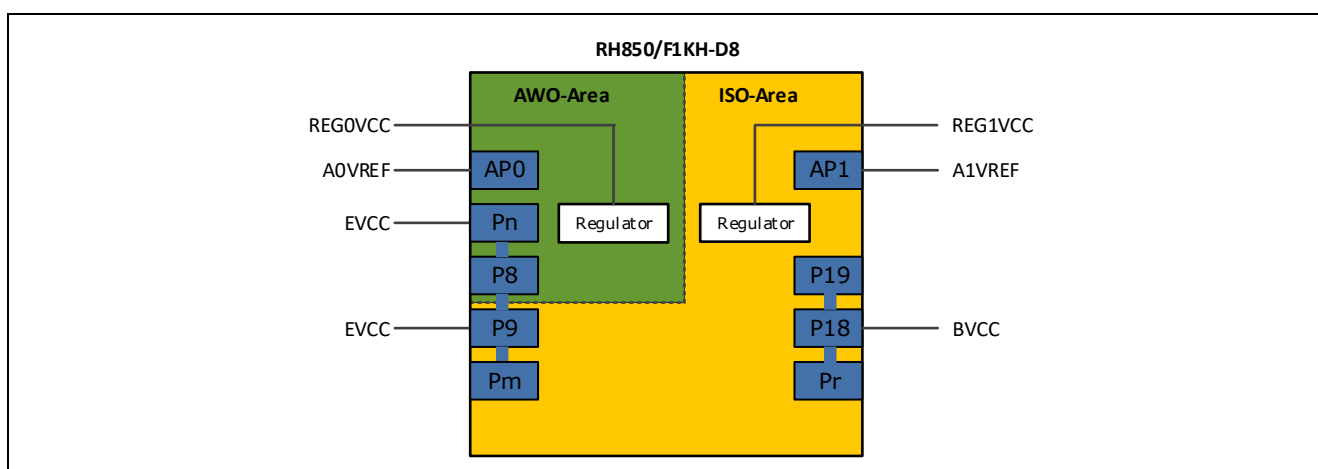 RH850/F1KH-D8
AWO-Area
ISO-Area
REG0VCC
REG1VCC
A0VREF
AP0
AP1
A1VREF
EVCC
Pn
Regulator
Regulator
P8
P19
EVCC
P9
P18
BVCC
Pm
Pr